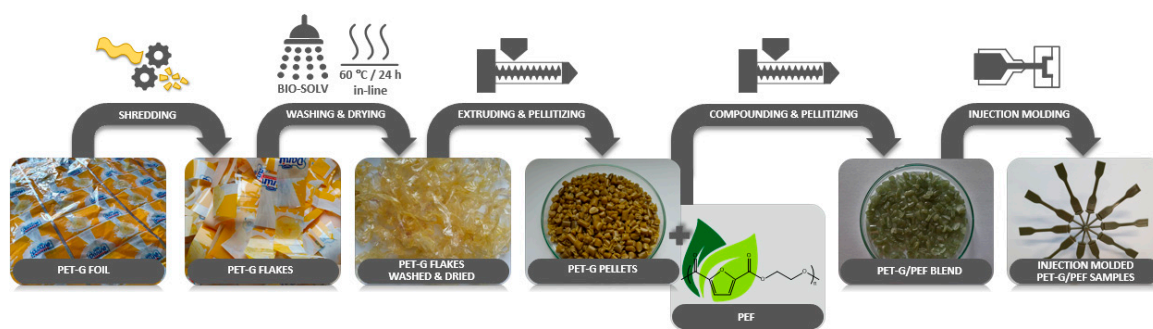 BIO-SOLV
60 °C / 24 h
in-line
SHREDDING
WASHING & DRYING
EXTRUDING & PELLITIZING
COMPOUNDING & PELLITIZING
INJECTION MOLDING
PET-G FOIL
PET-G FLAKES
PET-G FLAKES
WASHED & DRIED
PET-G PELLETS
+
O
O
O
O
O
n
PEF
PET-G/PEF BLEND
INJECTION MOLDED
PET-G/PEF SAMPLES